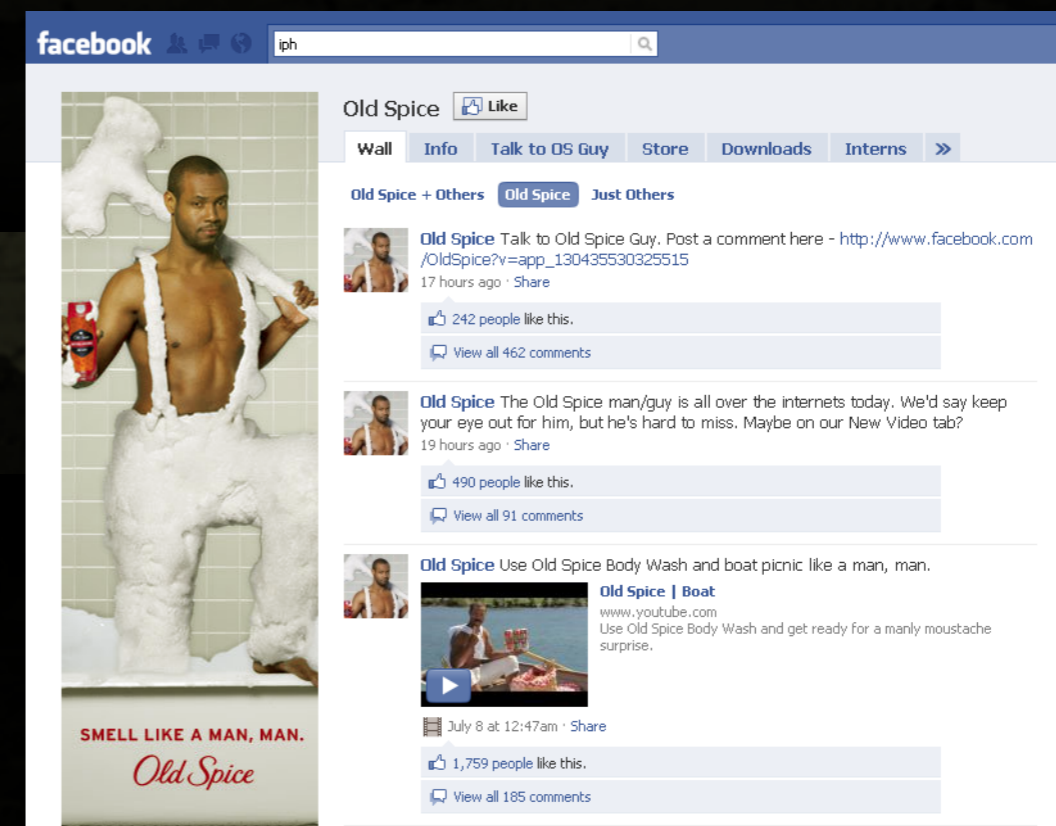 facebook
iph
Old Spice
Like
Wall
Info
Talk to OS Guy
Store
Downloads
Interns
»
Old Spice + Others
Old Spice
Just Others
Old Spice Talk to Old Spice Guy. Post a comment here - http://www.facebook.com
/OldSpice?v=app_130435530325515
17 hours ago · Share
242 people like this.
View all 462 comments
Old Spice The Old Spice man/guy is all over the internets today. We'd say keep
your eye out for him, but he's hard to miss. Maybe on our New Video tab?
19 hours ago · Share
490 people like this.
View all 91 comments
Old Spice Use Old Spice Body Wash and boat picnic like a man, man.
Old Spice | Boat
www.youtube.com
Use Old Spice Body Wash and get ready for a manly moustache
surprise.
July 8 at 12:47am · Share
1,759 people like this.
View all 185 comments
SMELL LIKE A MAN, MAN.
Old Spice